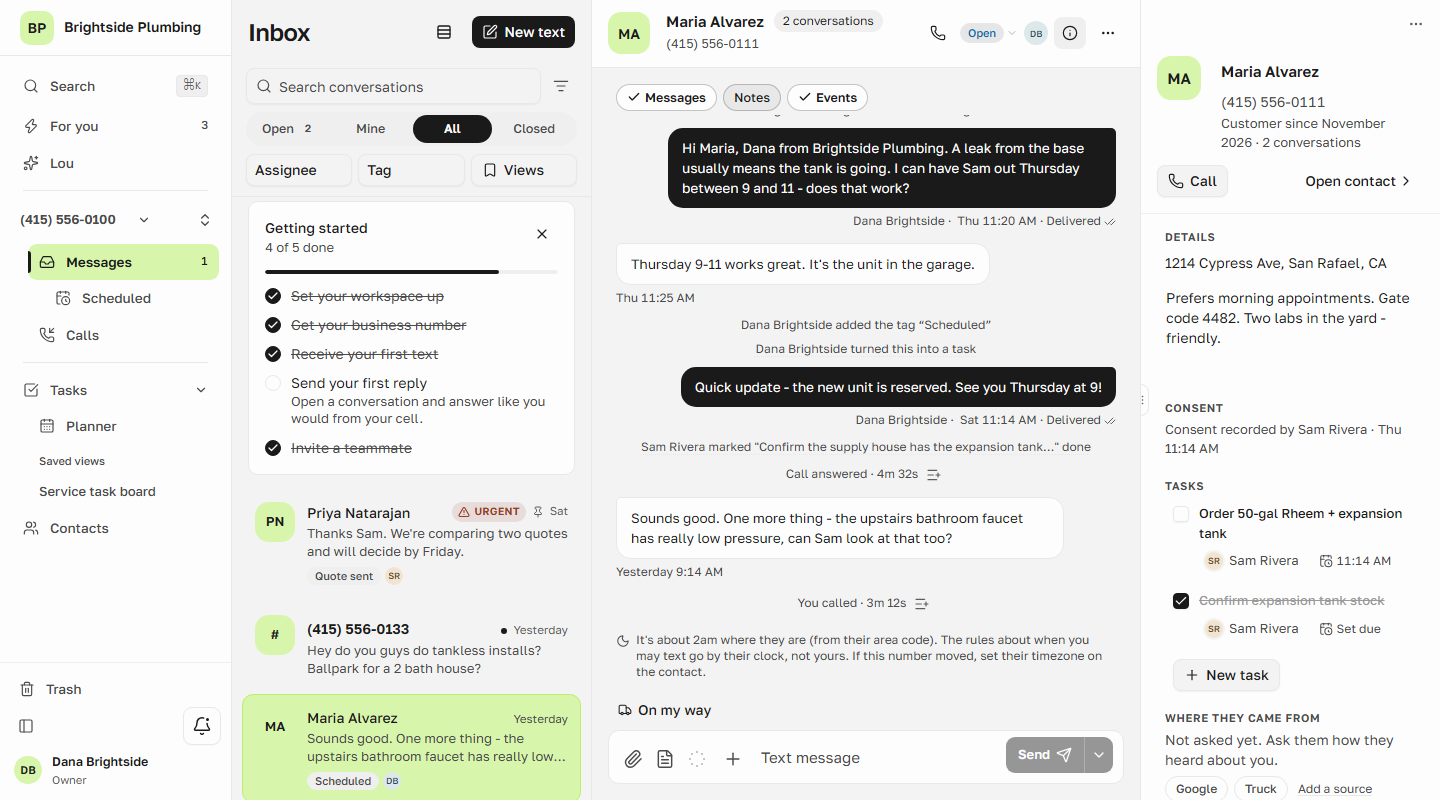 BP
Brightside Plumbing
Search
⌘K
For you
3
Lou
(415) 556-0100
Messages
1
Scheduled
Calls
Tasks
Planner
Saved views
Service task board
Contacts
Trash
DB
Dana Brightside
Owner
Inbox
New text
Search conversations
Open 2
Mine
All
Closed
Assignee
Tag
Views
Getting started
4 of 5 done
Set your workspace up
Get your business number
Receive your first text
Send your first reply
Open a conversation and answer like you
would from your cell.
Invite a teammate
PN
Priya Natarajan
URGENT
Sat
Thanks Sam. We're comparing two quotes
and will decide by Friday.
Quote sent
SR
#
(415) 556-0133
Yesterday
Hey do you guys do tankless installs?
Ballpark for a 2 bath house?
MA
Maria Alvarez
Yesterday
Sounds good. One more thing - the
upstairs bathroom faucet has really low...
Scheduled
DB
MA
Maria Alvarez
2 conversations
(415) 556-0111
Open
DB
Messages
Notes
Events
Hi Maria, Dana from Brightside Plumbing. A leak from the base
usually means the tank is going. I can have Sam out Thursday
between 9 and 11 - does that work?
Dana Brightside · Thu 11:20 AM · Delivered
Thursday 9-11 works great. It's the unit in the garage.
Thu 11:25 AM
Dana Brightside added the tag “Scheduled”
Dana Brightside turned this into a task
Quick update - the new unit is reserved. See you Thursday at 9!
Dana Brightside · Sat 11:14 AM · Delivered
Sam Rivera marked "Confirm the supply house has the expansion tank..." done
Call answered · 4m 32s
Sounds good. One more thing - the upstairs bathroom faucet
has really low pressure, can Sam look at that too?
Yesterday 9:14 AM
You called · 3m 12s
It's about 2am where they are (from their area code). The rules about when you
may text go by their clock, not yours. If this number moved, set their timezone on
the contact.
On my way
Text message
Send
MA
Maria Alvarez
(415) 556-0111
Customer since November
2026 · 2 conversations
Call
Open contact
DETAILS
1214 Cypress Ave, San Rafael, CA
Prefers morning appointments. Gate
code 4482. Two labs in the yard -
friendly.
CONSENT
Consent recorded by Sam Rivera · Thu
11:14 AM
TASKS
Order 50-gal Rheem + expansion
tank
SR
Sam Rivera
11:14 AM
Confirm expansion tank stock
SR
Sam Rivera
Set due
New task
WHERE THEY CAME FROM
Not asked yet. Ask them how they
heard about you.
Google
Truck
Add a source